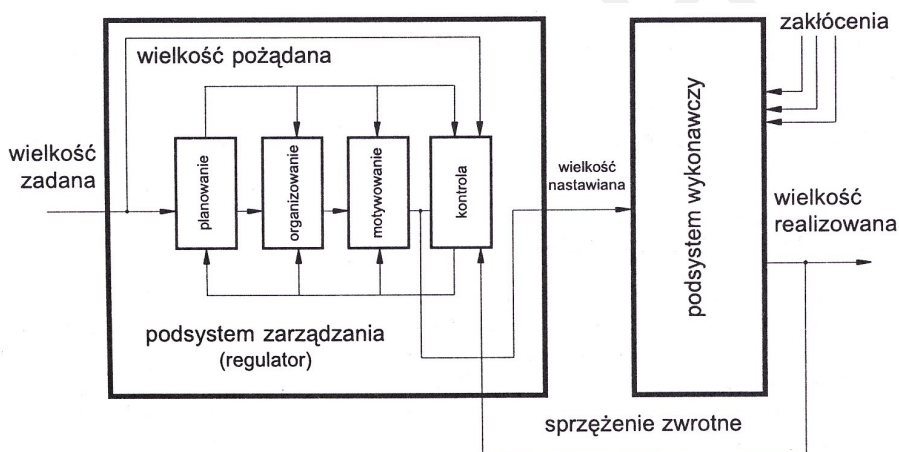 zakłócenia
wielkość pożądana
wielkość
zadana
planowanie
organizowanie
motywowanie
kontrola
wielkość
nastawiana
podsystem wykonawczy
wielkość
realizowana
podsystem zarządzania
(regulator)
sprzężenie zwrotne